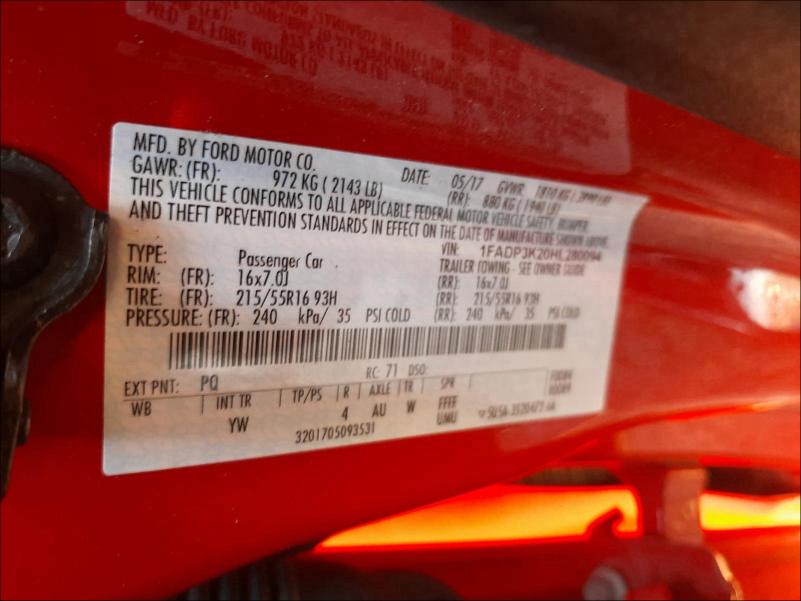 MFD. BY FORD MOTOR CO. DATE: 05/17 GVWR: 1810 KG
GAWR: (FR): 972 KG ( 2143 LB) (RR): 880 KG ( 1940 LB)
THIS VEHICLE CONFORMS TO ALL APPLICABLE FEDERAL MOTOR VEHICLE SAFETY, BUMPER,
AND THEFT PREVENTION STANDARDS IN EFFECT ON THE DATE OF MANUFACTURE SHOWN ABOVE.
VIN: 1FADP3K20HL280094
TYPE: Passenger Car TRAILER TOWING - SEE OWNER GUIDE
RIM: (FR): 16x7.0J (RR): 16x7.0J
TIRE: (FR): 215/55R16 93H (RR): 215/55R16 93H
PRESSURE: (FR): 240 kPa/ 35 PSI COLD (RR): 240 kPa/ 35 PSI COLD
RC: 71 DSO:
EXT PNT: PQ
WB INT TR TP/PS R AXLE TR SPR
YW 4 AU W FFFF
UMU
3201705093531